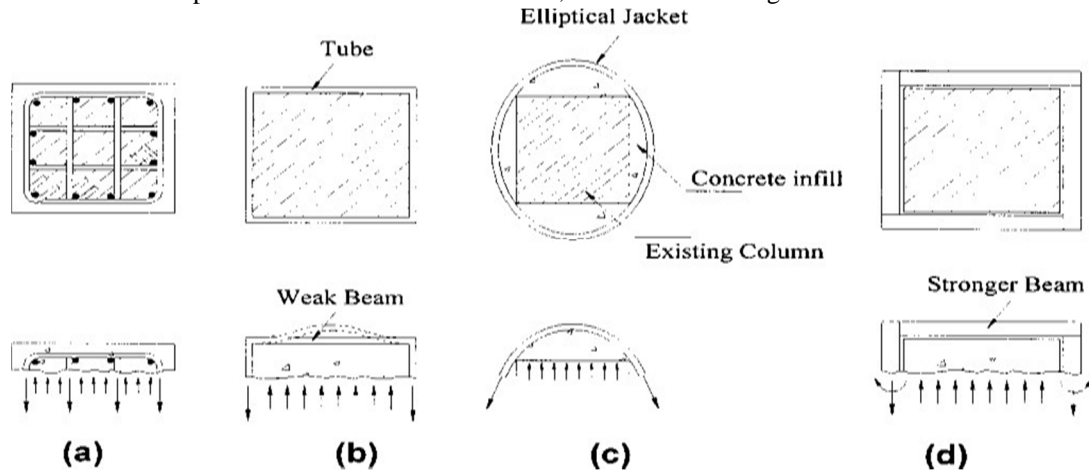 Elliptical Jacket
Tube
Concrete infill
Existing Column
Weak Beam
Stronger Beam
(a)
(b)
(c)
(d)